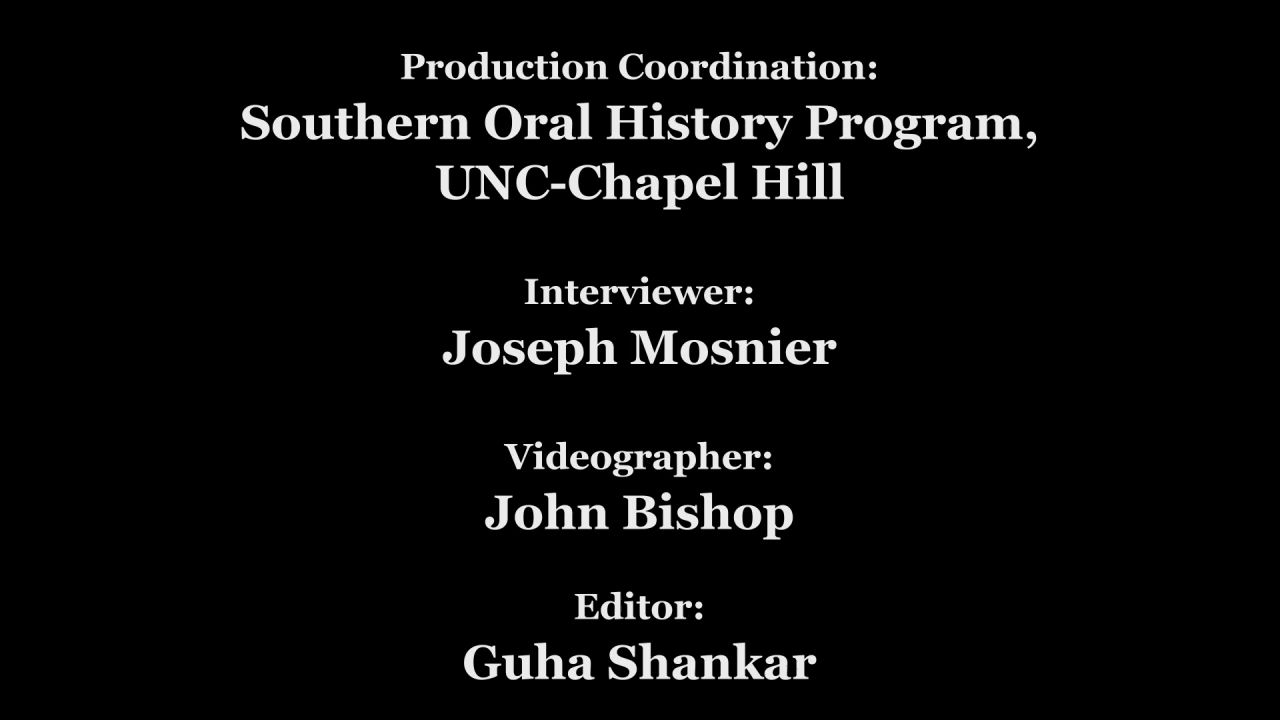 Production Coordination:
Southern Oral History Program,
UNC-Chapel Hill
Interviewer:
Joseph Mosnier
Videographer:
John Bishop
Editor:
Guha Shankar